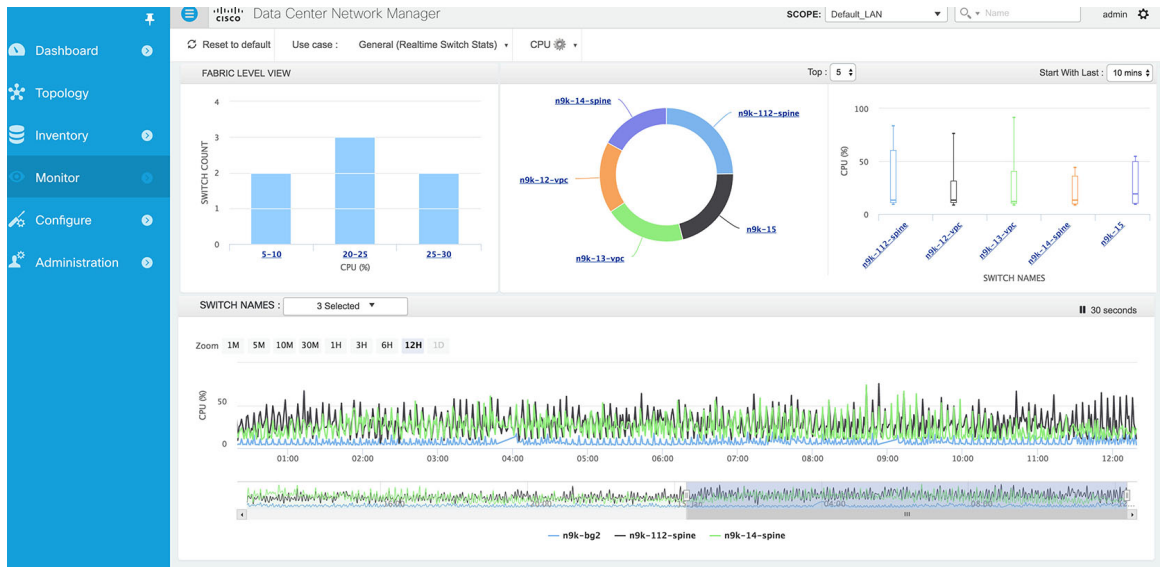 cisco Data Center Network Manager SCOPE: Default_LAN Name admin
Dashboard
Topology
Inventory
Monitor
Configure
Administration
Reset to default Use case : General (Realtime Switch Stats) CPU
FABRIC LEVEL VIEW Top : 5 Start With Last : 10 mins
4
3
2
1
0
SWITCH COUNT
5-10 20-25 25-30
CPU (%)
n9k-14-spine
n9k-112-spine
n9k-12-vpc
n9k-15
n9k-13-vpc
100
50
0
CPU (%)
n9k-112-spine n9k-12-vpc n9k-13-vpc n9k-14-spine n9k-15
SWITCH NAMES
SWITCH NAMES : 3 Selected 30 seconds
Zoom 1M 5M 10M 30M 1H 3H 6H 12H 1D
50
0
CPU (%)
01:00 02:00 03:00 04:00 05:00 06:00 07:00 08:00 09:00 10:00 11:00 12:00
04:00 08:00
n9k-bg2 n9k-112-spine n9k-14-spine